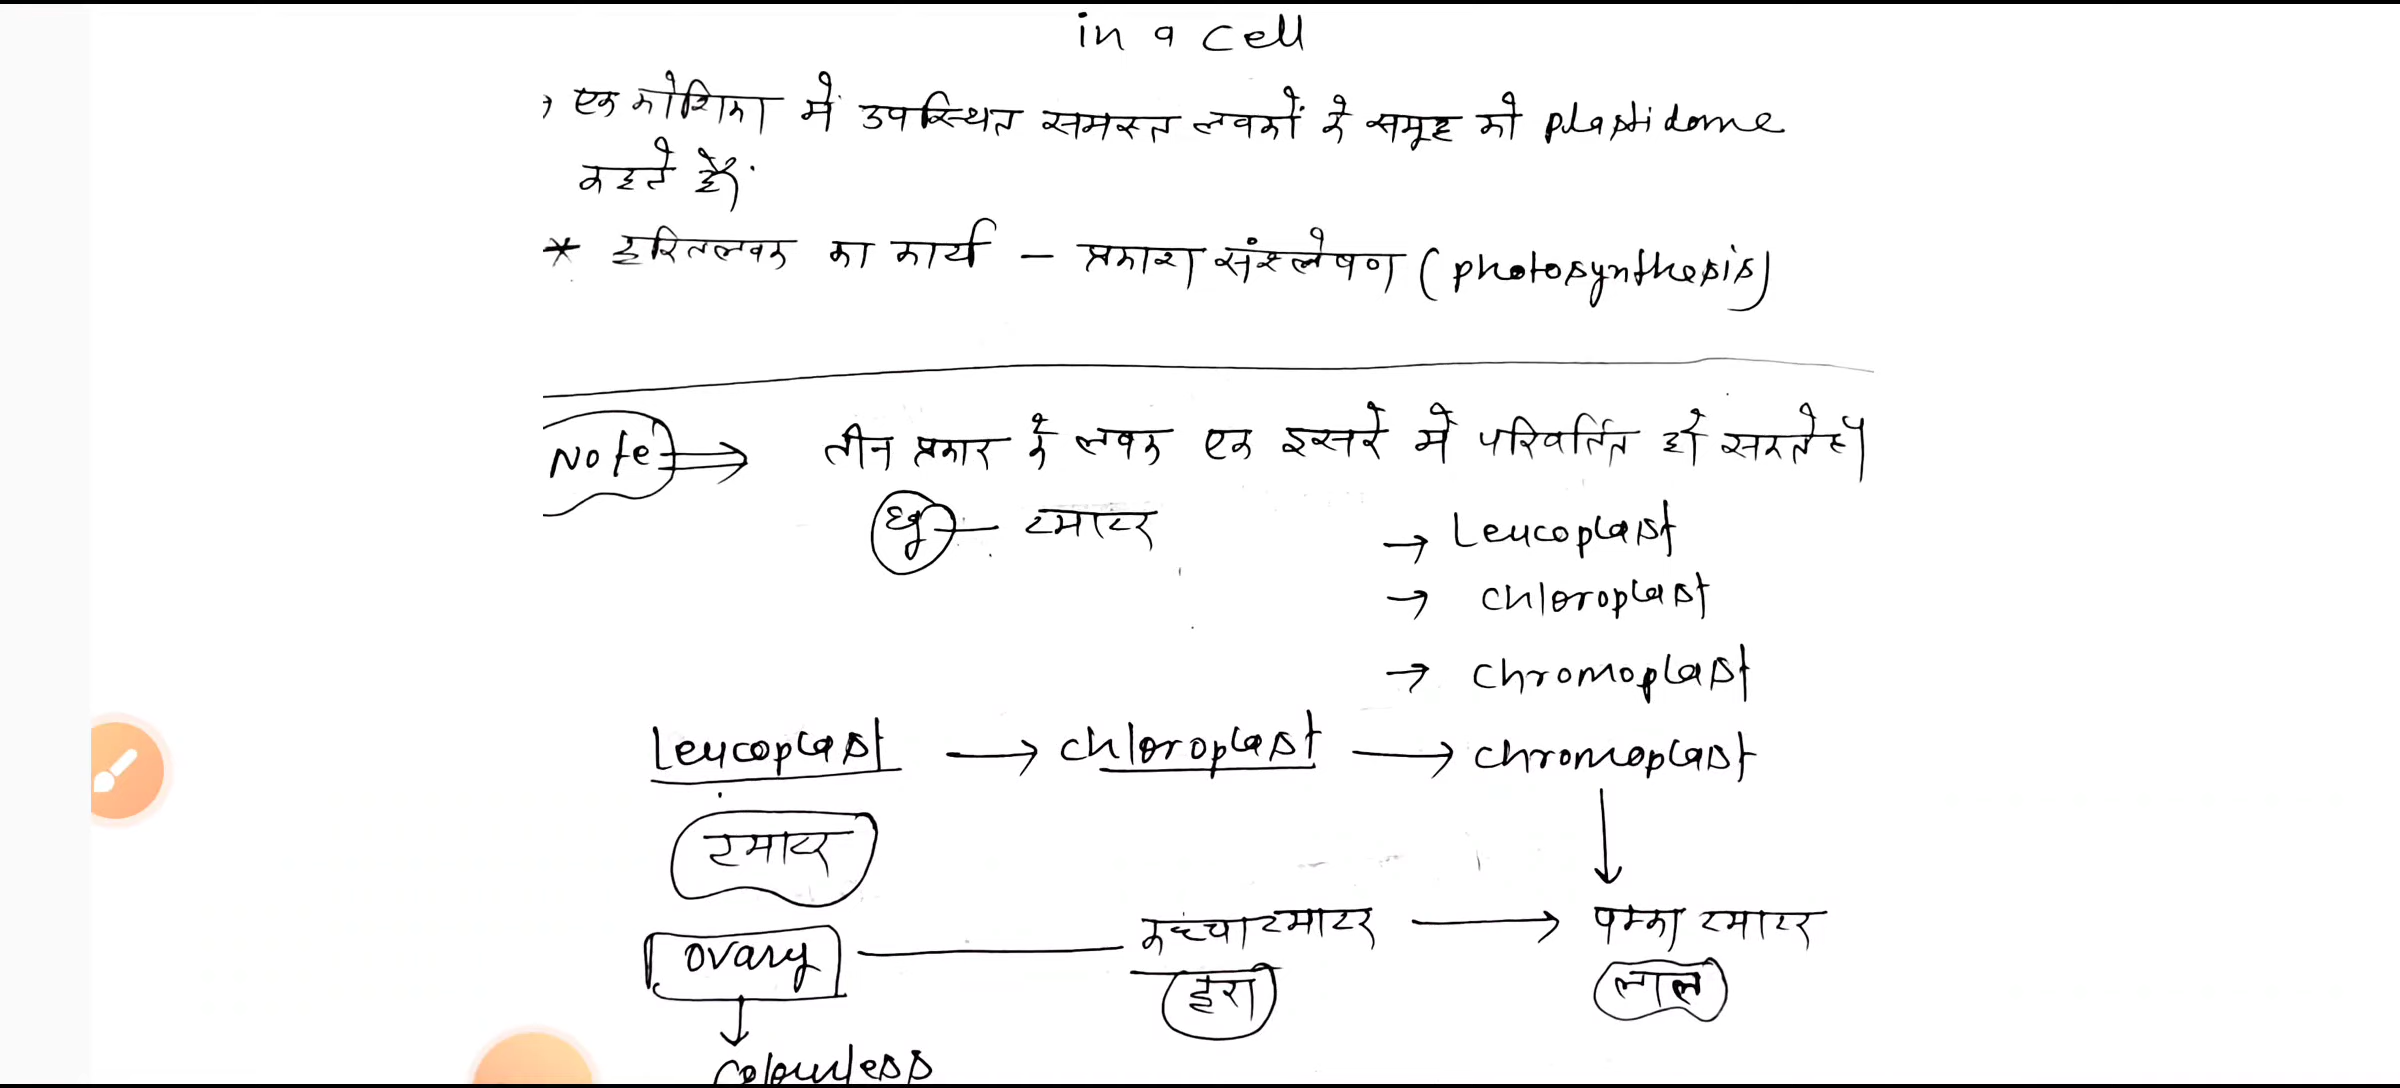 in a cell
→ एक कोशिका में उपस्थित समस्त लवकों के समूह को plastidome
कहते हैं।
* हरितलवक का कार्य – प्रकाश संश्लेषण (photosynthesis)
Note ⇒ तीन प्रकार के लवक एक दूसरे में परिवर्तित हो सकते है।
eg – टमाटर → Leucoplast
→ chloroplast
→ chromoplast
Leucoplast → chloroplast → chromoplast
टमाटर
ovary कच्चा टमाटर → पक्का टमाटर
हरा लाल
colourless